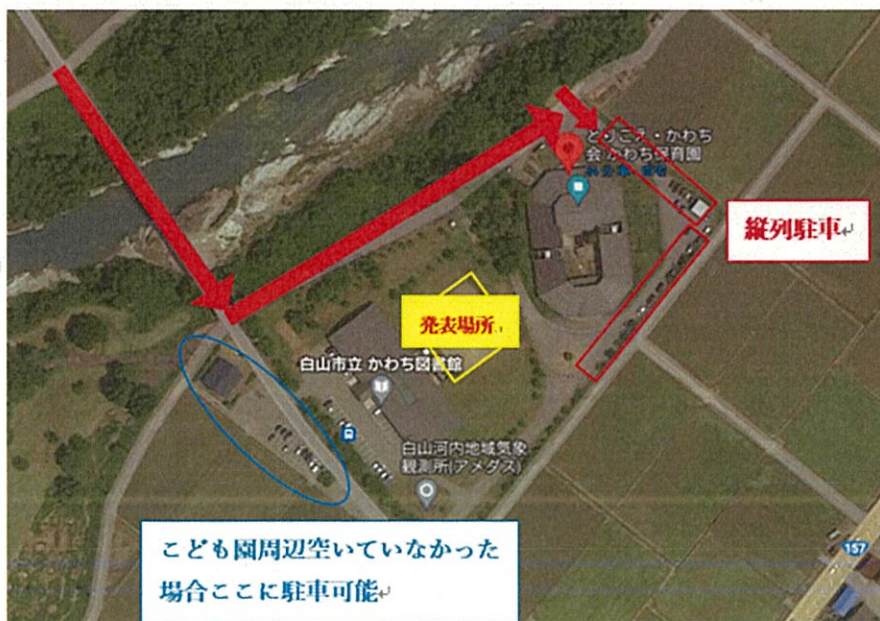 とりごえ・かわち
会 かわち保育園
縦列駐車
発表場所
白山市立 かわち図書館
白山河内地域気象
観測所(アメダス)
157
こども園周辺空いていなかった
場合ここに駐車可能